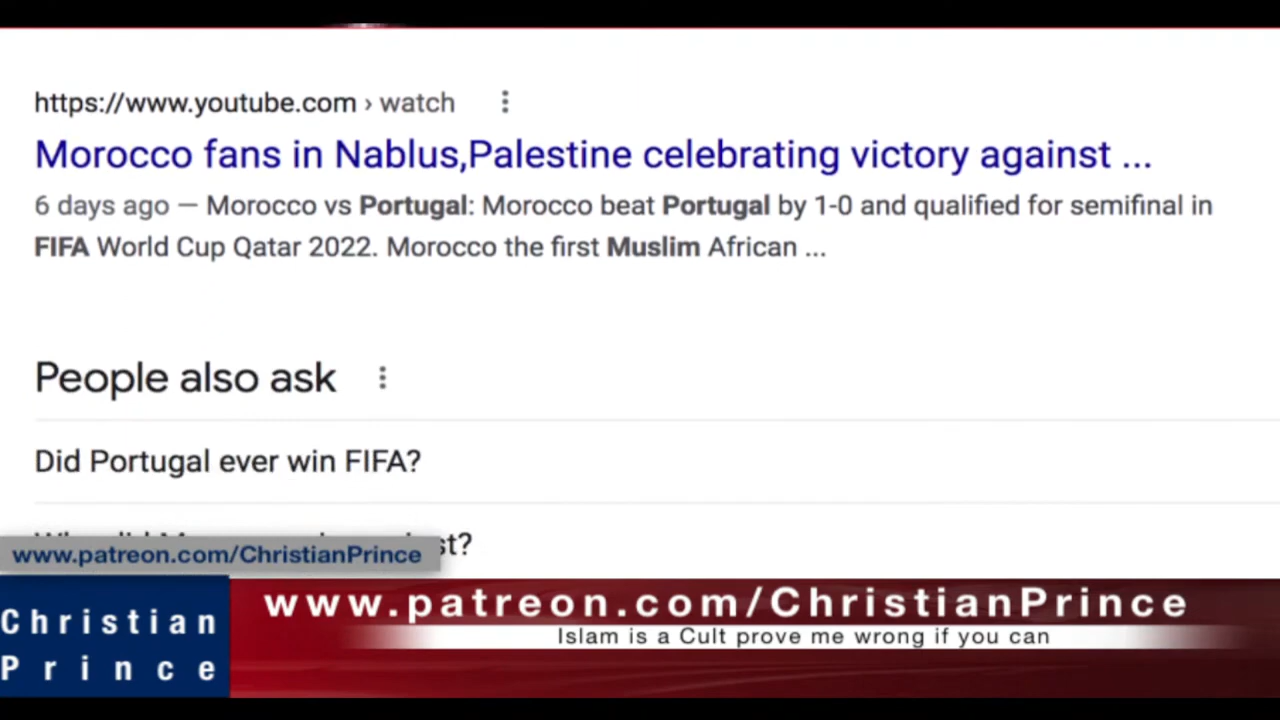 https://www.youtube.com › watch
Morocco fans in Nablus,Palestine celebrating victory against ...
6 days ago — Morocco vs Portugal: Morocco beat Portugal by 1-0 and qualified for semifinal in
FIFA World Cup Qatar 2022. Morocco the first Muslim African ...
People also ask
Did Portugal ever win FIFA?
www.patreon.com/ChristianPrince
Christian
Prince
www.patreon.com/ChristianPrince
Islam is a Cult prove me wrong if you can